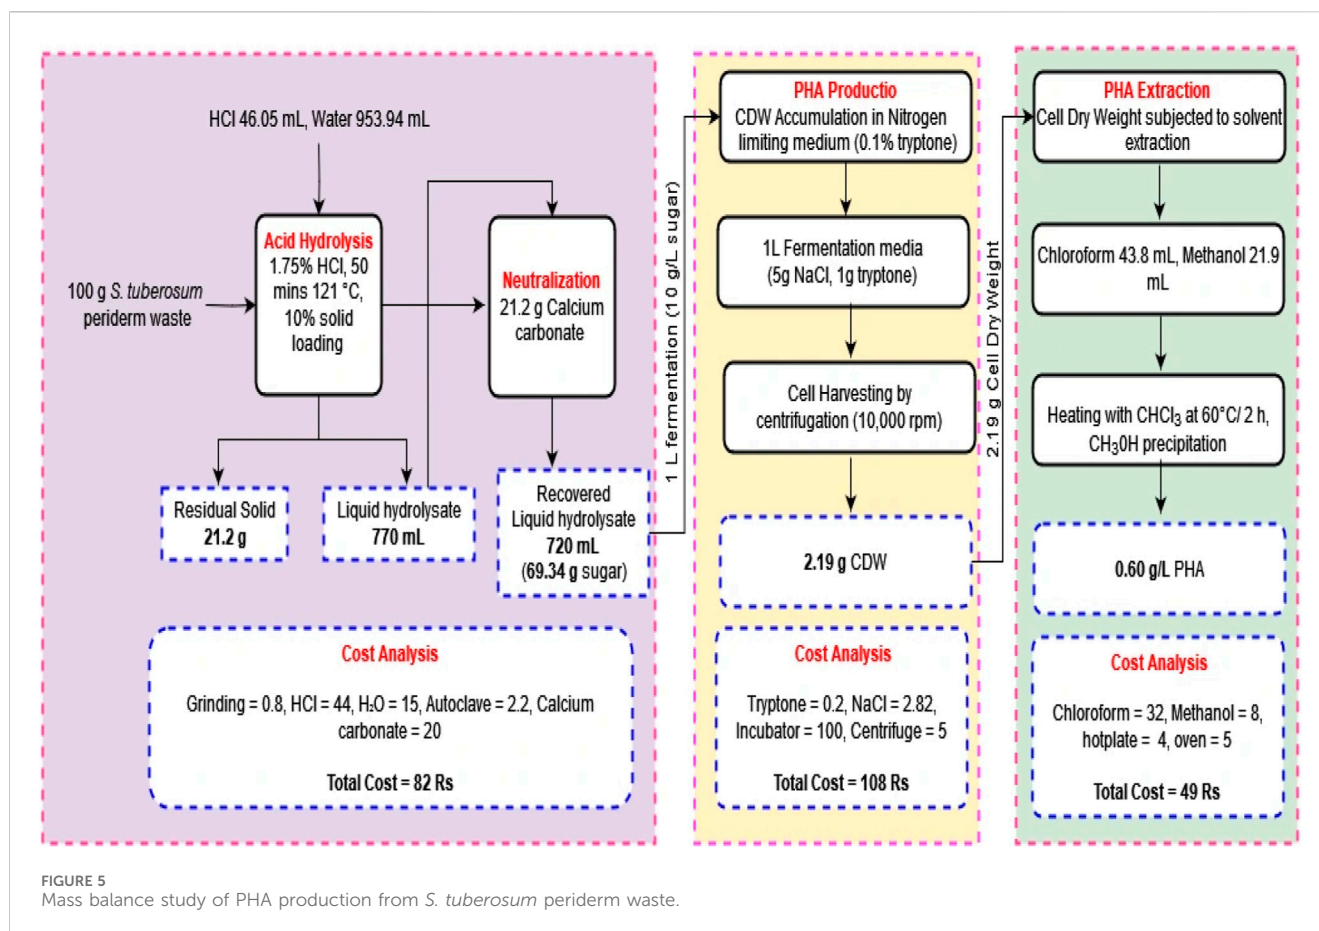 HCl 46.05 mL, Water 953.94 mL
100 g S. tuberosum
periderm waste
Acid Hydrolysis
1.75% HCl, 50
mins 121 °C,
10% solid
loading
Neutralization
21.2 g Calcium
carbonate
Residual Solid
21.2 g
Liquid hydrolysate
770 mL
Recovered
Liquid hydrolysate
720 mL
(69.34 g sugar)
Cost Analysis
Grinding = 0.8, HCl = 44, H₂O = 15, Autoclave = 2.2, Calcium
carbonate = 20
Total Cost = 82 Rs
1 L fermentation (10 g/L sugar)
PHA Productio
CDW Accumulation in Nitrogen
limiting medium (0.1% tryptone)
1L Fermentation media
(5g NaCl, 1g tryptone)
Cell Harvesting by
centrifugation (10,000 rpm)
2.19 g CDW
Cost Analysis
Tryptone = 0.2, NaCl = 2.82,
Incubator = 100, Centrifuge = 5
Total Cost = 108 Rs
2.19 g Cell Dry Weight
PHA Extraction
Cell Dry Weight subjected to solvent
extraction
Chloroform 43.8 mL, Methanol 21.9
mL
Heating with CHCl₃ at 60°C/ 2 h,
CH₃0H precipitation
0.60 g/L PHA
Cost Analysis
Chloroform = 32, Methanol = 8,
hotplate = 4, oven = 5
Total Cost = 49 Rs
FIGURE 5
Mass balance study of PHA production from S. tuberosum periderm waste.